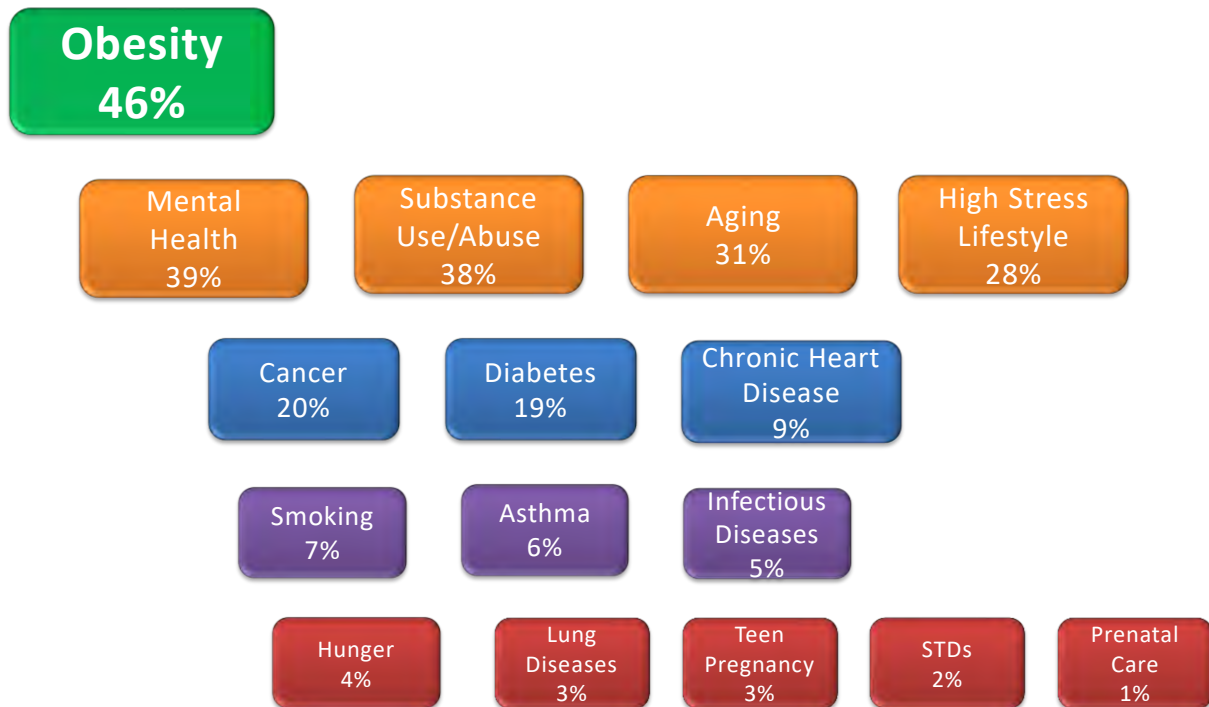 Obesity
46%
Mental
Health
39%
Substance
Use/Abuse
38%
Aging
31%
High Stress
Lifestyle
28%
Cancer
20%
Diabetes
19%
Chronic Heart
Disease
9%
Smoking
7%
Asthma
6%
Infectious
Diseases
5%
Hunger
4%
Lung
Diseases
3%
Teen
Pregnancy
3%
STDs
2%
Prenatal
Care
1%